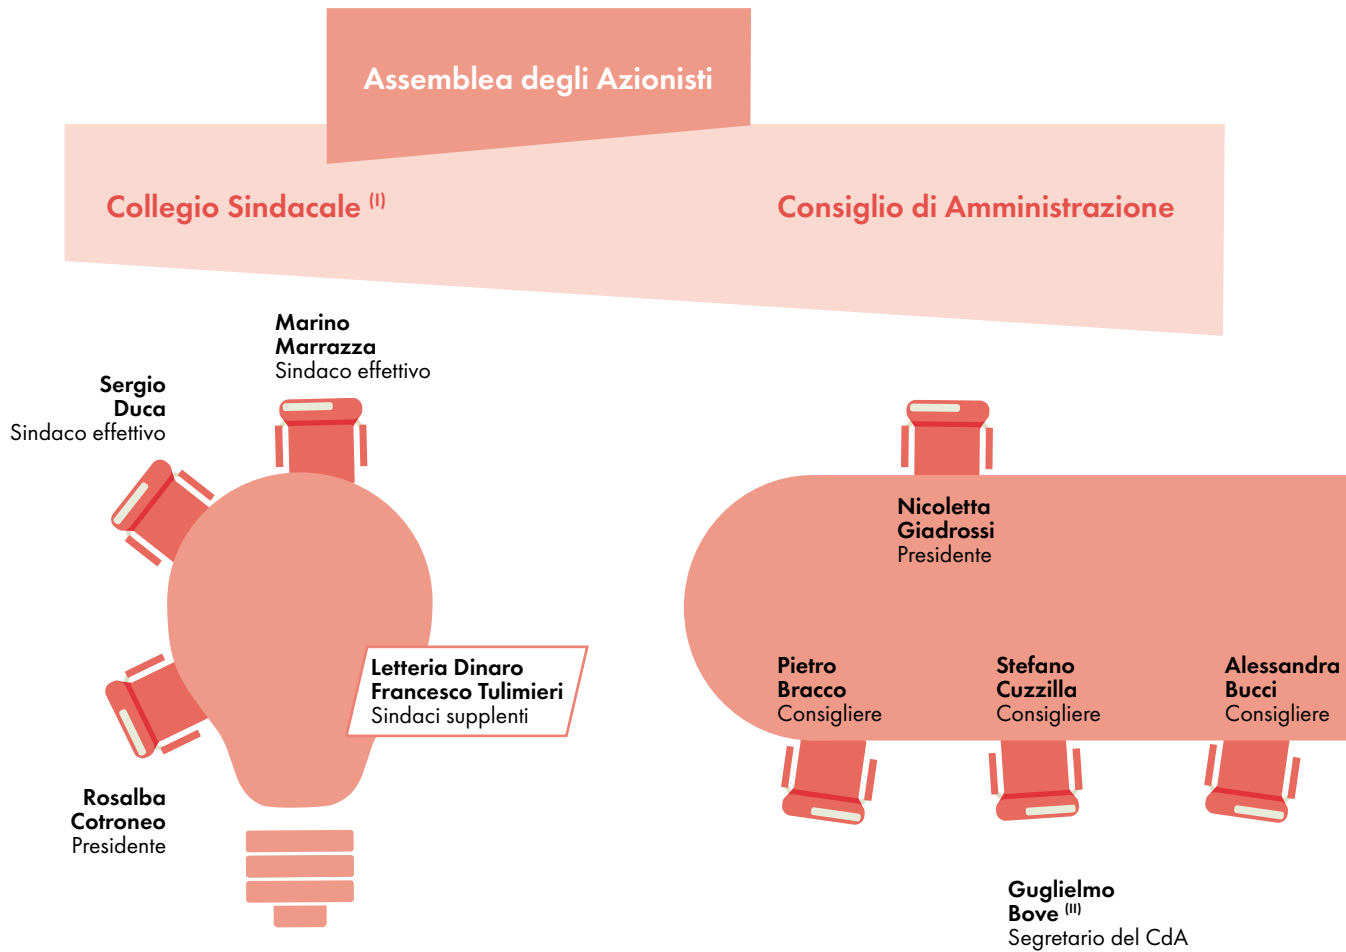 Assemblea degli Azionisti
Collegio Sindacale (I)
Consiglio di Amministrazione
Marino
Marrazza
Sindaco effettivo
Sergio
Duca
Sindaco effettivo
Rosalba
Cotroneo
Presidente
Letteria Dinaro
Francesco Tulimieri
Sindaci supplenti
Nicoletta
Giadrossi
Presidente
Pietro
Bracco
Consigliere
Stefano
Cuzzilla
Consigliere
Alessandra
Bucci
Consigliere
Guglielmo
Bove (II)
Segretario del CdA